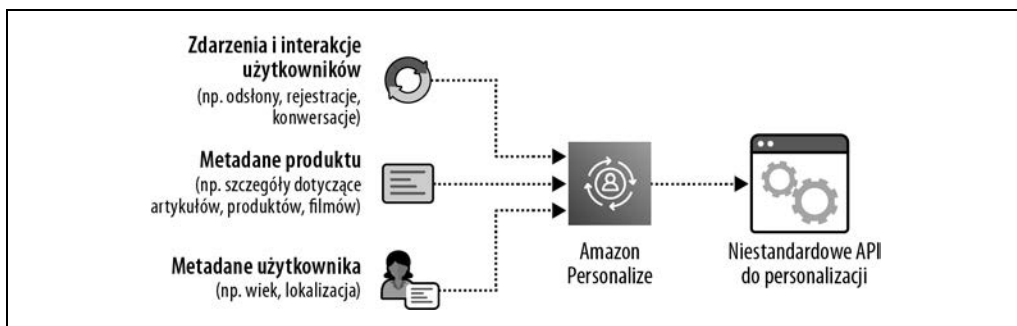 Zdarzenia i interakcje
użytkowników
(np. odsłony, rejestracje,
konwersacje)
Metadane produktu
(np. szczegóły dotyczące
artykułów, produktów, filmów)
Metadane użytkownika
(np. wiek, lokalizacja)
Amazon
Personalize
Niestandardowe API
do personalizacji